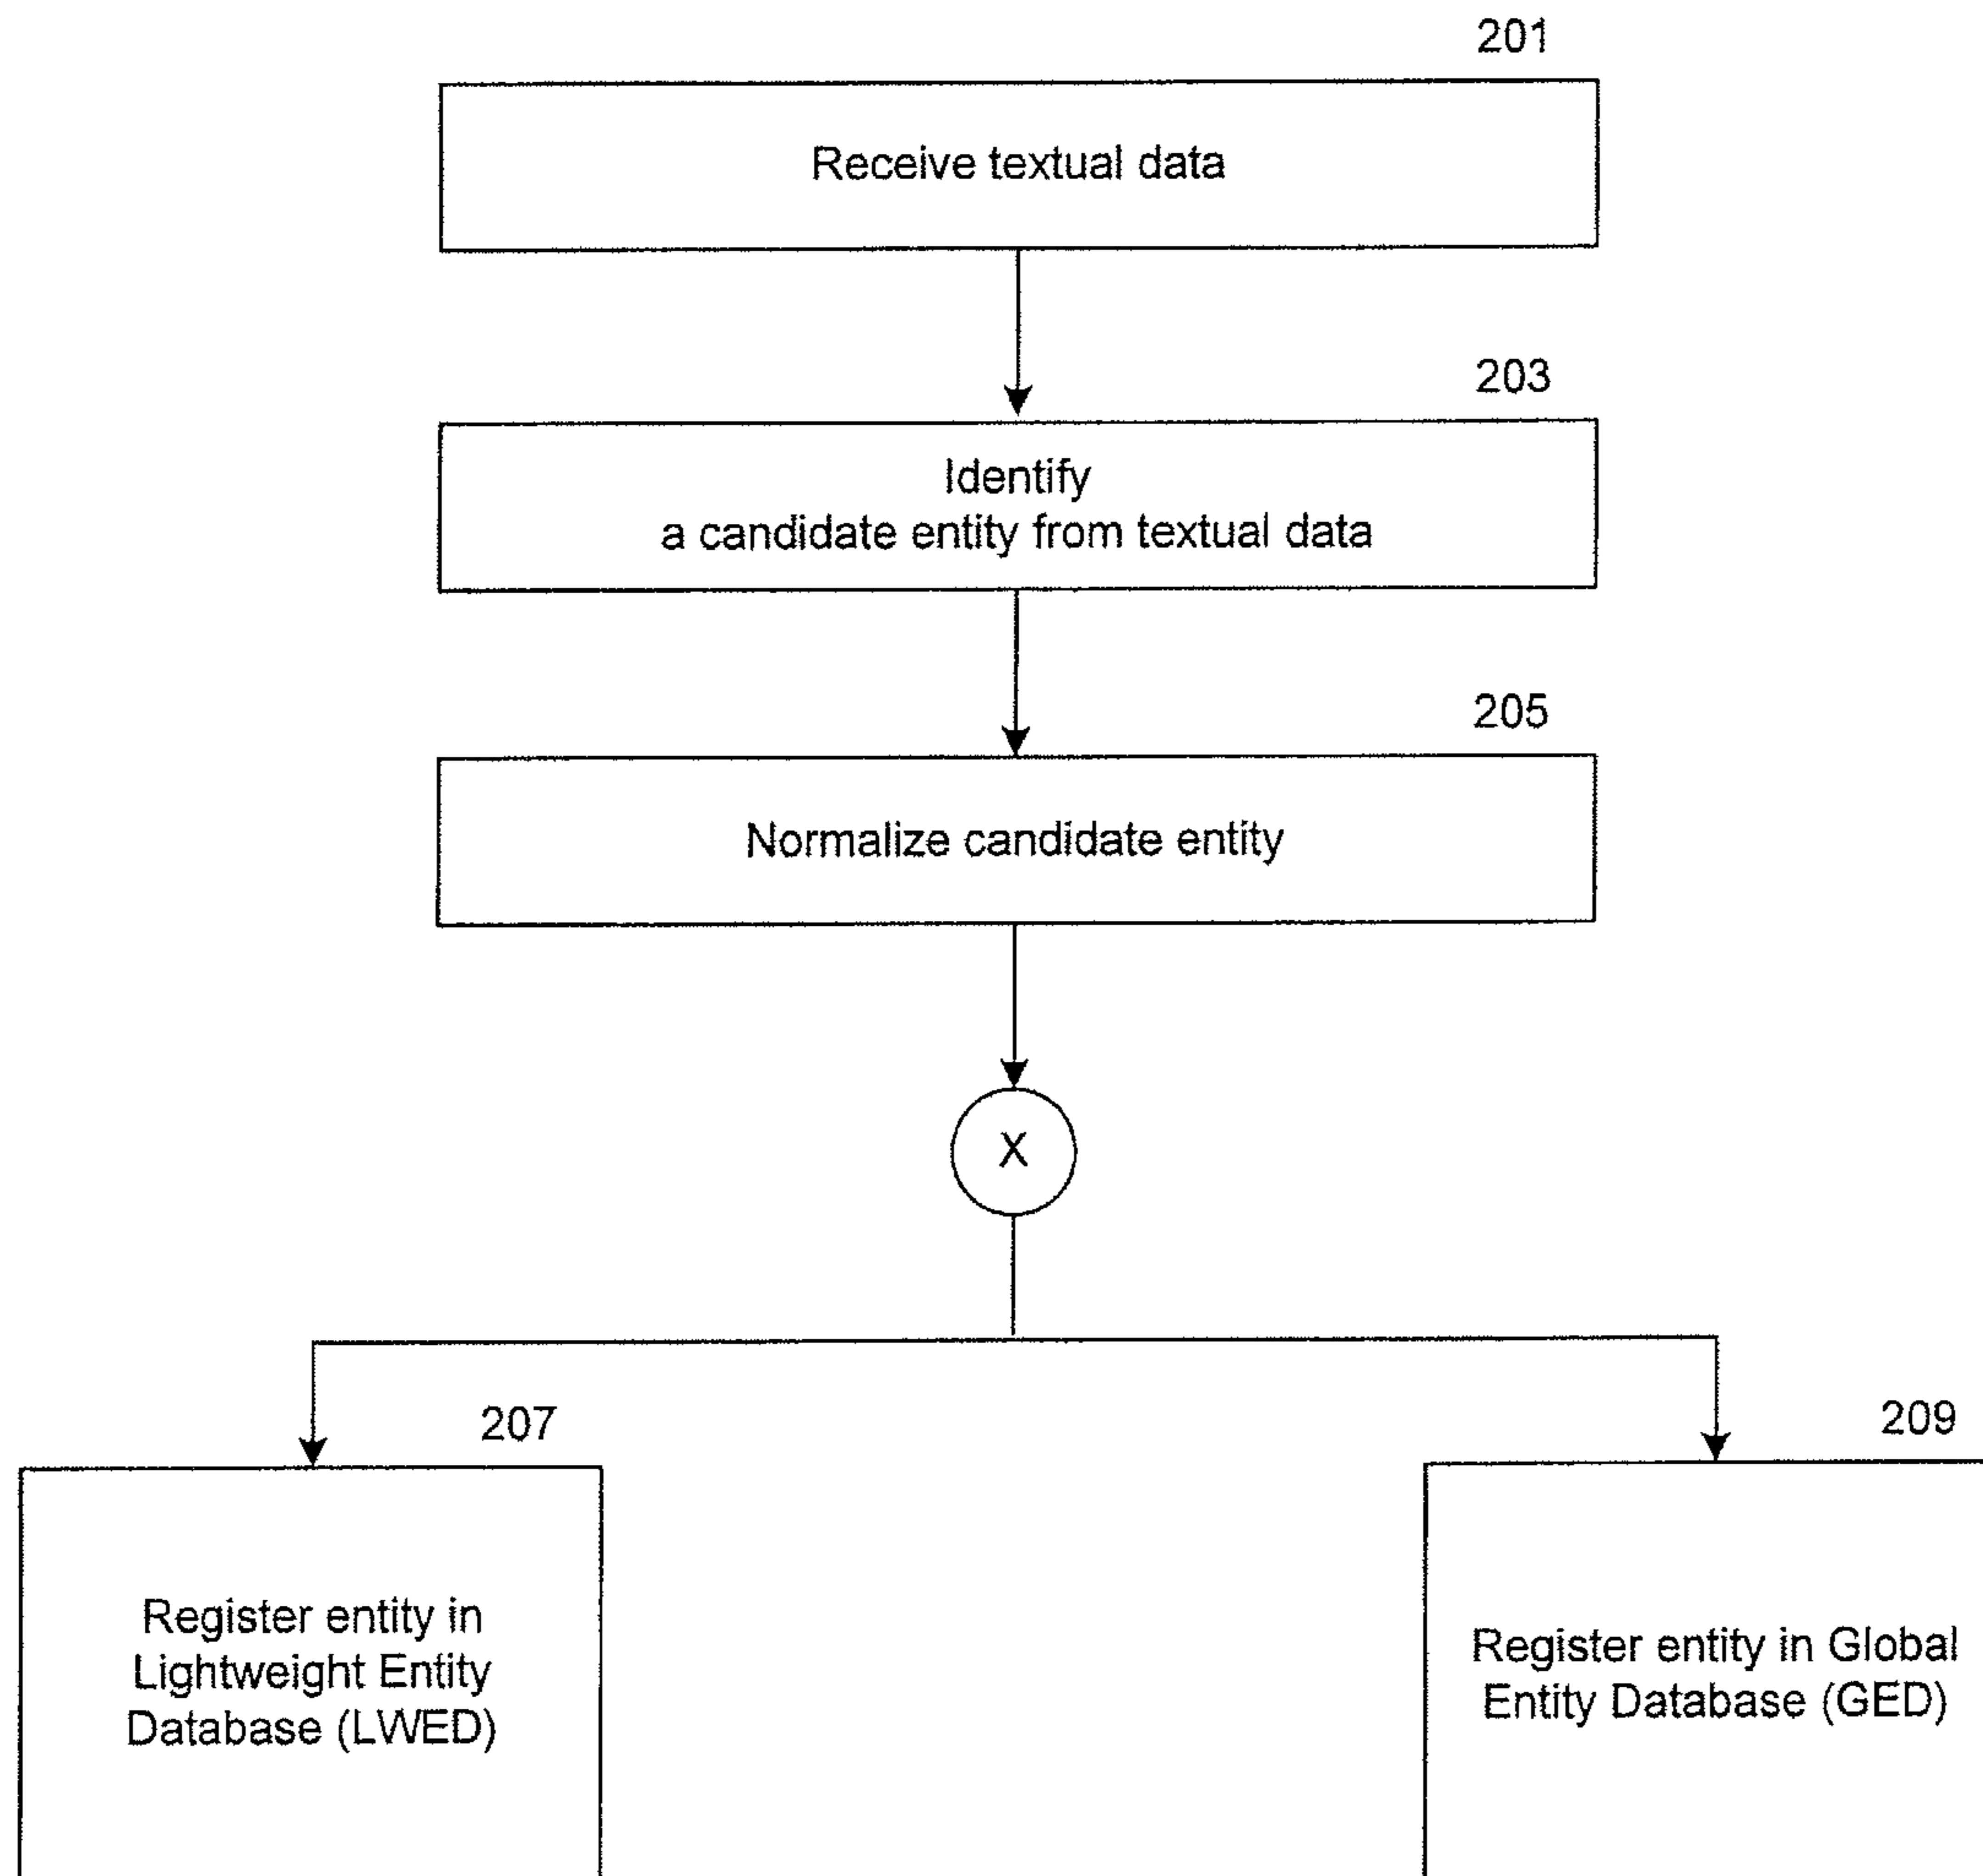 201
Receive textual data
203
Identify
a candidate entity from textual data
205
Normalize candidate entity
X
207
Register entity in
Lightweight Entity
Database (LWED)
209
Register entity in Global
Entity Database (GED)